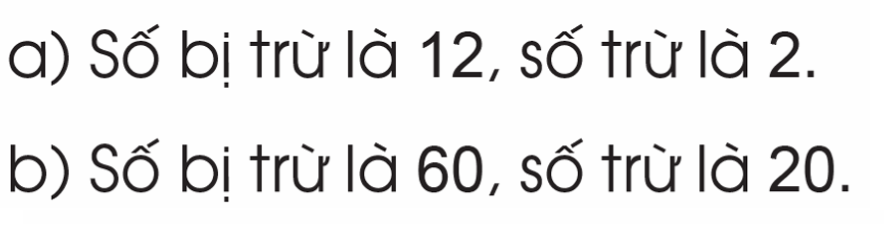 a) Số bị trừ là 12, số trừ là 2.
b) Số bị trừ là 60, số trừ là 20.